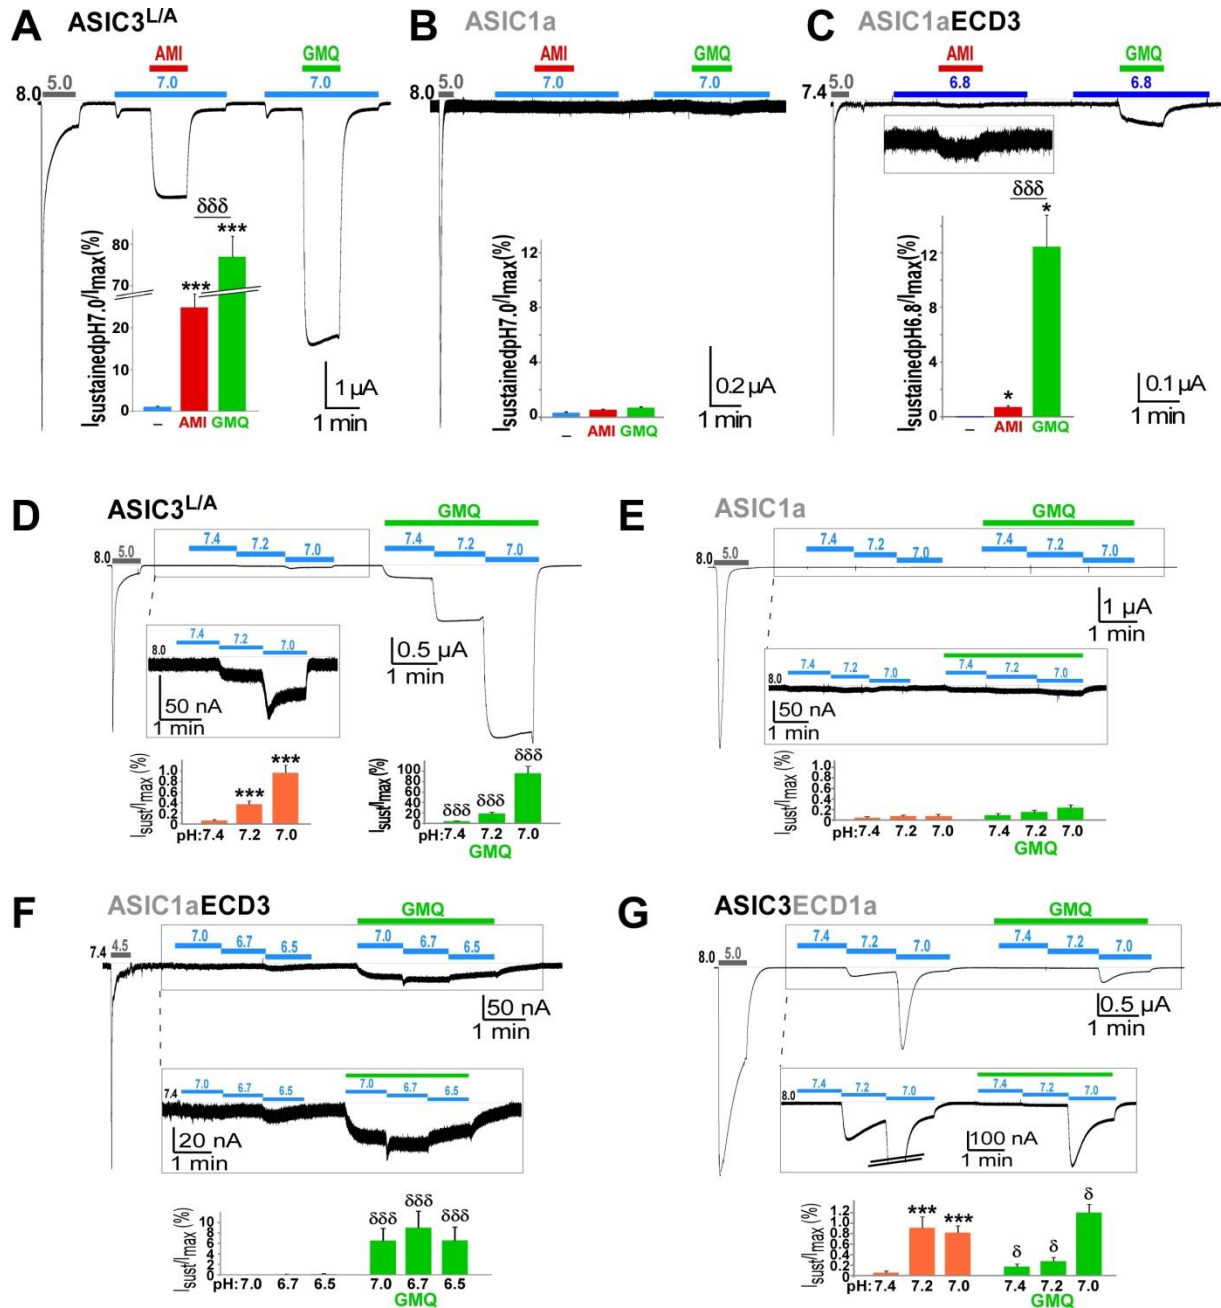 A ASIC3L/A
AMI GMQ
8.0 5.0 7.0 7.0
δδδ
***
***
IsustainedpH7.0/Imax(%)
80
70
20
10
0
– AMI GMQ
1 µA
1 min
B ASIC1a
AMI GMQ
8.0 5.0 7.0 7.0
IsustainedpH7.0/Imax(%)
12
8
4
0
– AMI GMQ
0.2 µA
1 min
C ASIC1aECD3
AMI GMQ
7.4 5.0 6.8 6.8
δδδ
*
*
IsustainedpH6.8/Imax(%)
12
8
4
0
– AMI GMQ
0.1 µA
1 min
D ASIC3L/A
GMQ
8.0 5.0 7.4 7.2 7.0 7.4 7.2 7.0
0.5 µA
1 min
8.0 7.4 7.2 7.0
50 nA
1 min
Isust/Imax (%)
1.0
0.8
0.6
0.4
0.2
0
*** ***
pH: 7.4 7.2 7.0
Isust/Imax (%)
100
80
60
40
20
0
δδδ δδδ δδδ
7.4 7.2 7.0
GMQ
E ASIC1a
GMQ
8.0 5.0 7.4 7.2 7.0 7.4 7.2 7.0
1 µA
1 min
8.0 7.4 7.2 7.0 7.4 7.2 7.0
50 nA
1 min
Isust/Imax (%)
1.0
0.8
0.6
0.4
0.2
0
pH: 7.4 7.2 7.0 7.4 7.2 7.0
GMQ
F ASIC1aECD3
GMQ
7.4 4.5 7.0 6.7 6.5 7.0 6.7 6.5
50 nA
1 min
7.4 7.0 6.7 6.5 7.0 6.7 6.5
20 nA
1 min
Isust/Imax (%)
10
8
6
4
2
0
δδδ δδδ δδδ
pH: 7.0 6.7 6.5 7.0 6.7 6.5
GMQ
G ASIC3ECD1a
GMQ
8.0 5.0 7.4 7.2 7.0 7.4 7.2 7.0
0.5 µA
1 min
8.0 7.4 7.2 7.0 7.4 7.2 7.0
100 nA
1 min
Isust/Imax (%)
1.2
1.0
0.8
0.6
0.4
0.2
0
*** *** δ δ δ
pH: 7.4 7.2 7.0 7.4 7.2 7.0
GMQ